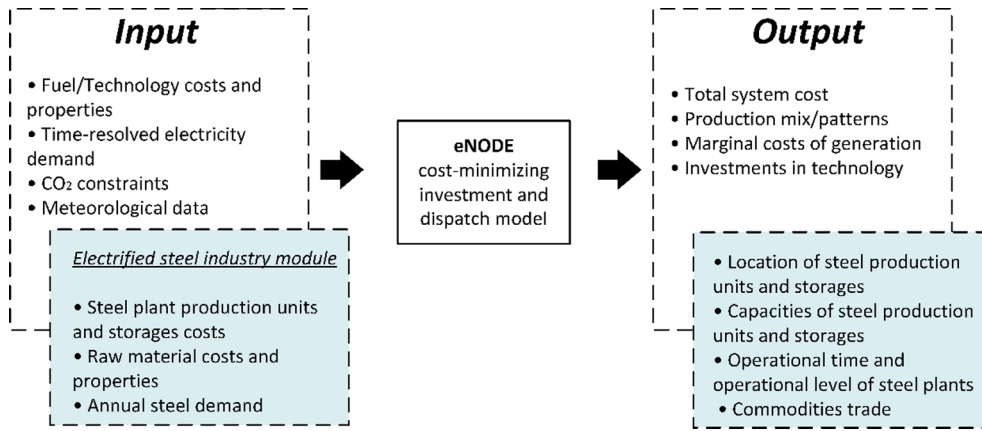 Input
• Fuel/Technology costs and
properties
• Time-resolved electricity
demand
• CO₂ constraints
• Meteorological data
Electrified steel industry module
• Steel plant production units
and storages costs
• Raw material costs and
properties
• Annual steel demand
eNODE
cost-minimizing
investment and
dispatch model
Output
• Total system cost
• Production mix/patterns
• Marginal costs of generation
• Investments in technology
• Location of steel production
units and storages
• Capacities of steel production
units and storages
• Operational time and
operational level of steel plants
• Commodities trade